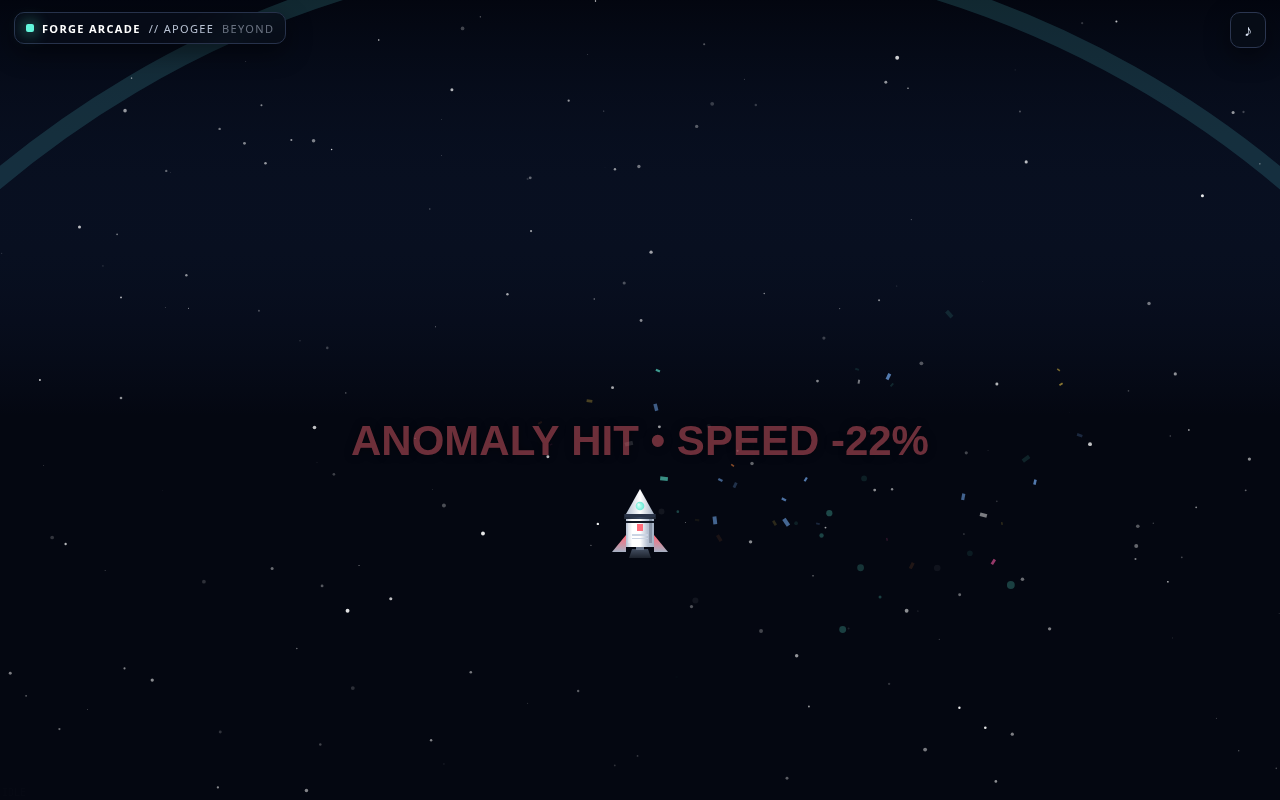 FORGE ARCADE // APOGEE BEYOND
♪
ANOMALY HIT • SPEED -22%